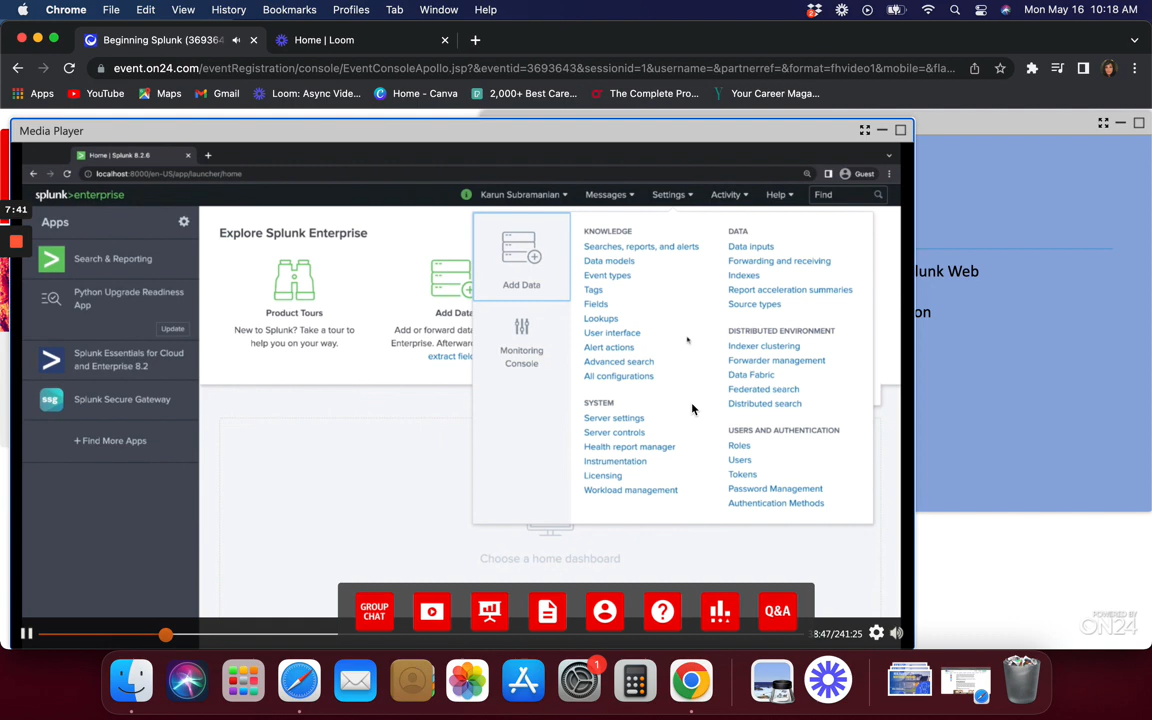 Chrome File Edit View History Bookmarks Profiles Tab Window Help Mon May 16 10:18 AM
Beginning Splunk (369364 Home | Loom
event.on24.com/eventRegistration/console/EventConsoleApollo.jsp?&eventid=3693643&sessionid=1&username=&partnerref=&format=fhvideo1&mobile=&fla...
Apps YouTube Maps Gmail Loom: Async Vide... Home - Canva 2,000+ Best Care... The Complete Pro... Your Career Maga...
Media Player
Home | Splunk 8.2.6
localhost:8000/en-US/app/launcher/home Guest
splunk>enterprise Karun Subramanian Messages Settings Activity Help Find
7:41
Apps
Search & Reporting
Python Upgrade Readiness
App
Update
Splunk Essentials for Cloud
and Enterprise 8.2
ssg Splunk Secure Gateway
+ Find More Apps
Explore Splunk Enterprise
Product Tours
New to Splunk? Take a tour to
help you on your way.
Add Data
Add or forward data
Enterprise. Afterward
extract field
Add Data
Monitoring
Console
KNOWLEDGE
Searches, reports, and alerts
Data models
Event types
Tags
Fields
Lookups
User interface
Alert actions
Advanced search
All configurations
SYSTEM
Server settings
Server controls
Health report manager
Instrumentation
Licensing
Workload management
DATA
Data inputs
Forwarding and receiving
Indexes
Report acceleration summaries
Source types
DISTRIBUTED ENVIRONMENT
Indexer clustering
Forwarder management
Data Fabric
Federated search
Distributed search
USERS AND AUTHENTICATION
Roles
Users
Tokens
Password Management
Authentication Methods
Choose a home dashboard
lunk Web
on
GROUP
CHAT
Q&A
3:47/241:25
POWERED BY
ON24
1